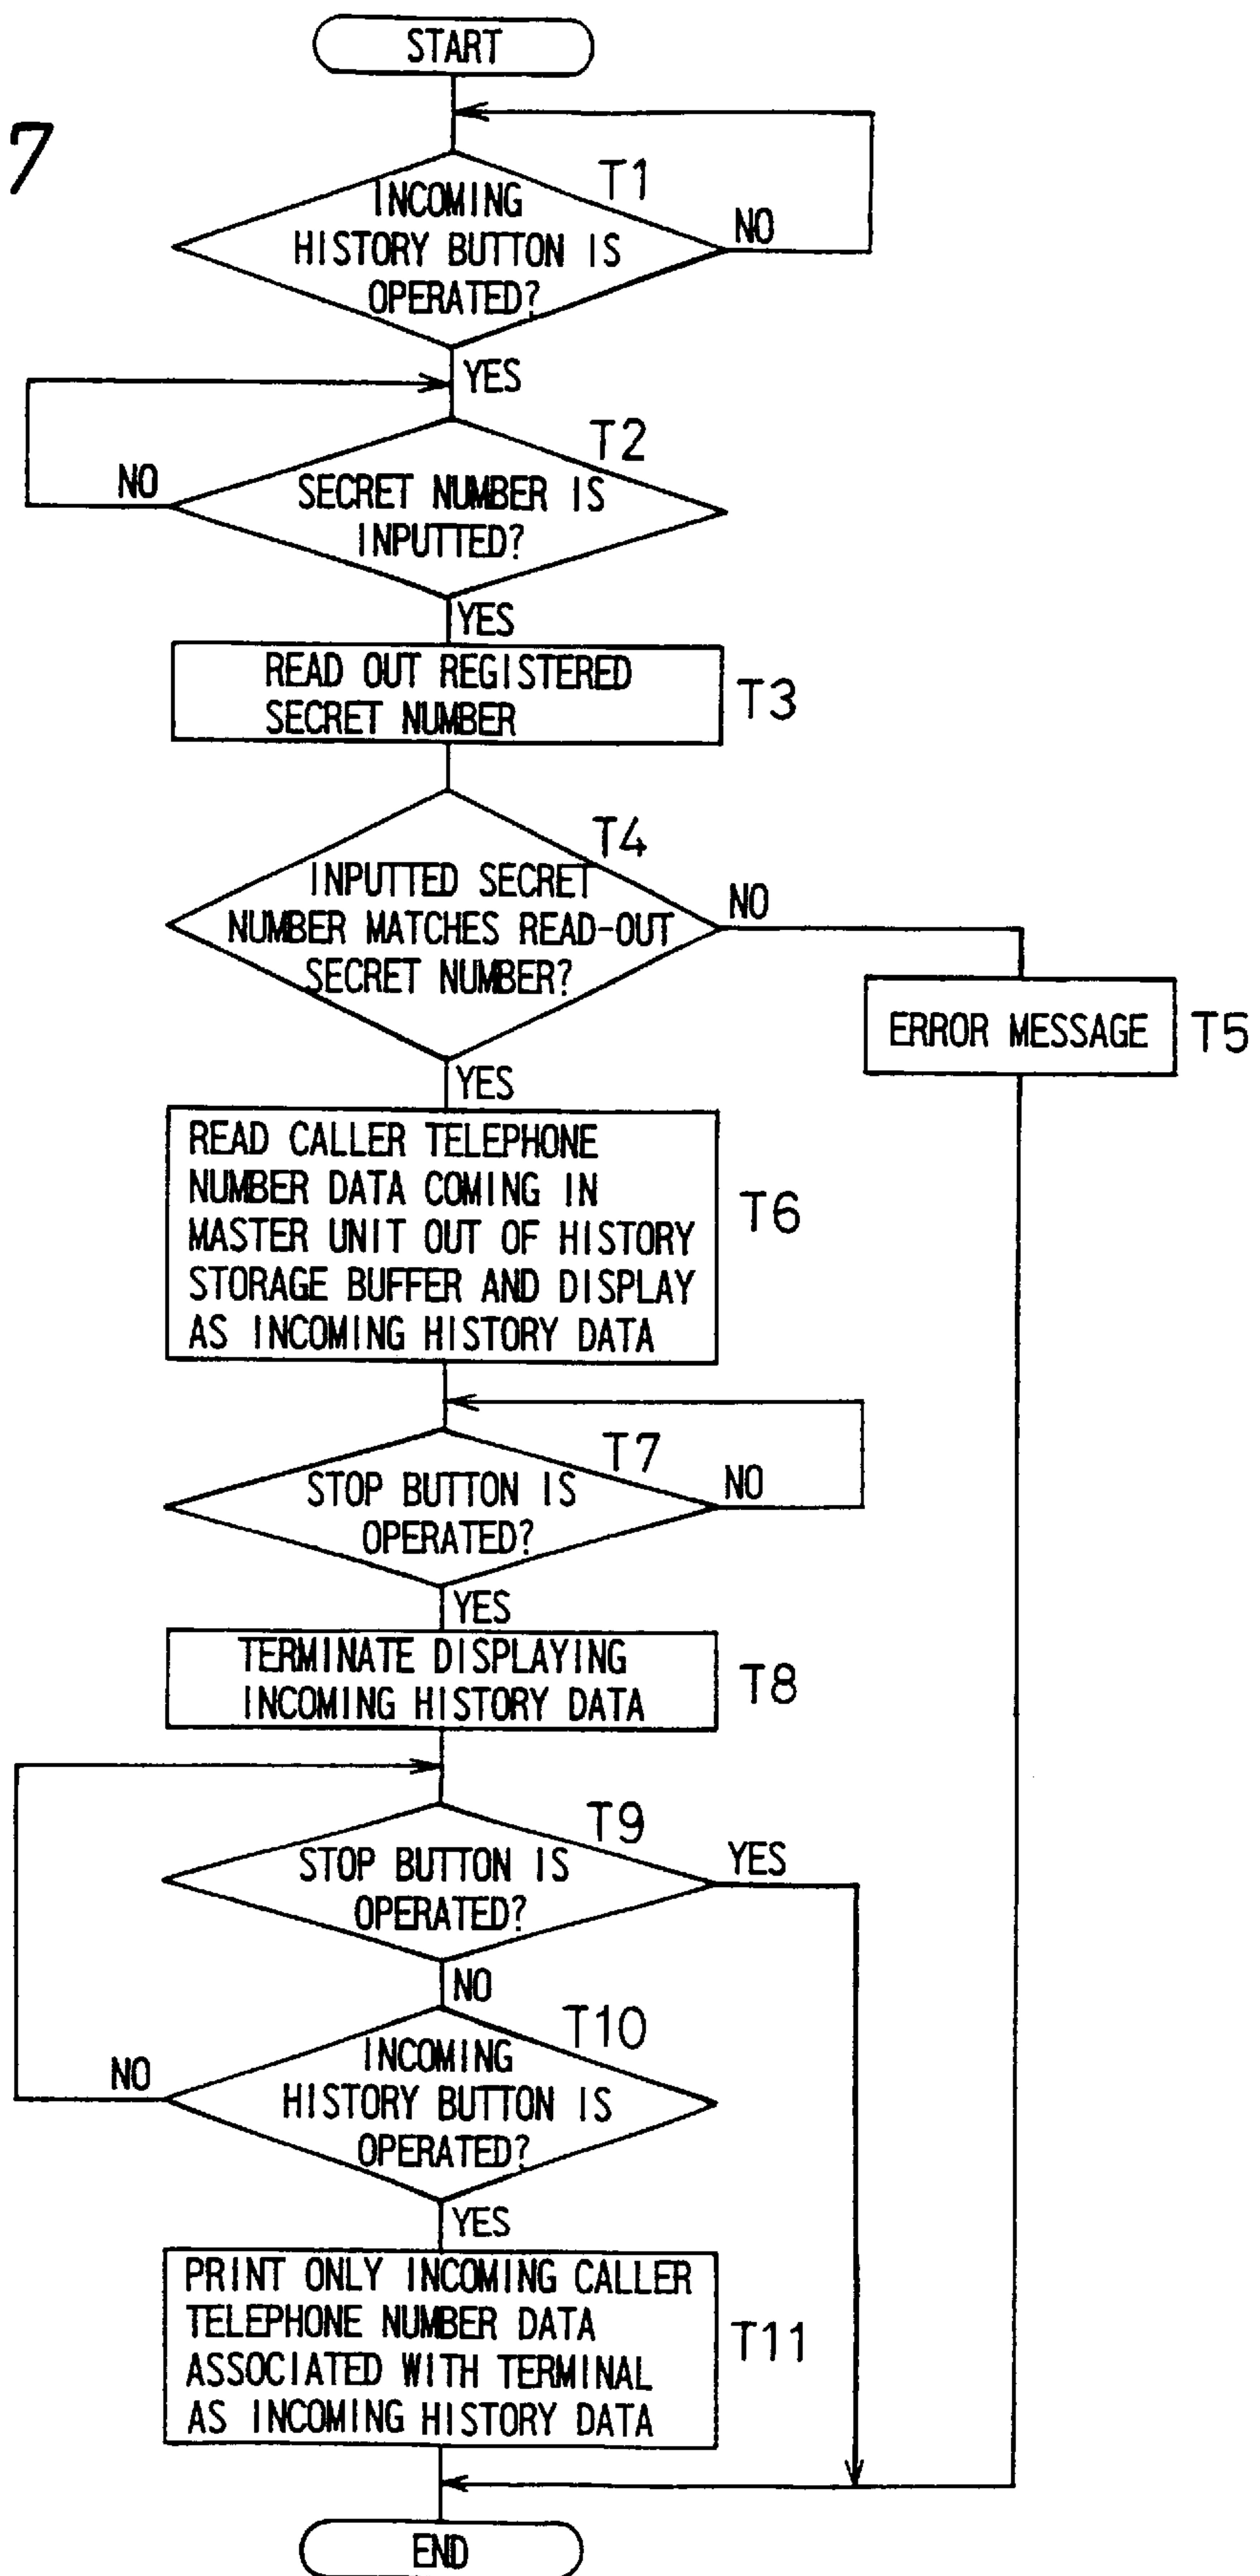 START
7
T1
INCOMING
HISTORY BUTTON IS
OPERATED?
NO
YES
T2
NO
SECRET NUMBER IS
INPUTTED?
YES
READ OUT REGISTERED
SECRET NUMBER
T3
T4
INPUTTED SECRET
NUMBER MATCHES READ-OUT
SECRET NUMBER?
NO
ERROR MESSAGE
T5
YES
READ CALLER TELEPHONE
NUMBER DATA COMING IN
MASTER UNIT OUT OF HISTORY
STORAGE BUFFER AND DISPLAY
AS INCOMING HISTORY DATA
T6
T7
STOP BUTTON IS
OPERATED?
NO
YES
TERMINATE DISPLAYING
INCOMING HISTORY DATA
T8
T9
STOP BUTTON IS
OPERATED?
YES
NO
T10
INCOMING
HISTORY BUTTON IS
OPERATED?
NO
YES
PRINT ONLY INCOMING CALLER
TELEPHONE NUMBER DATA
ASSOCIATED WITH TERMINAL
AS INCOMING HISTORY DATA
T11
END